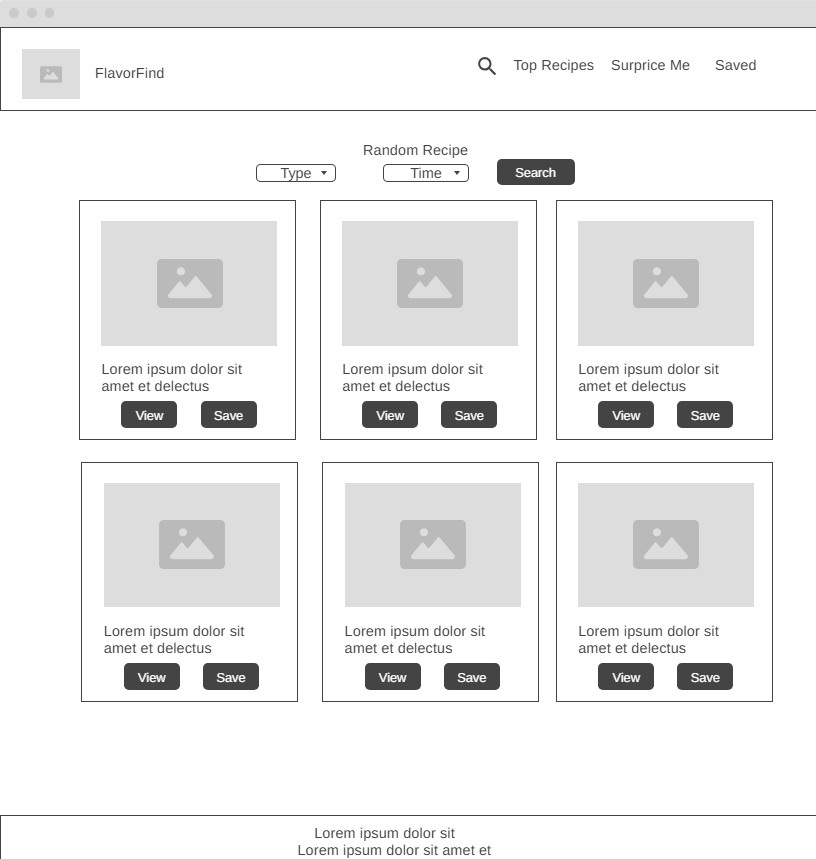 FlavorFind
Top Recipes
Surprice Me
Saved
Random Recipe
Type
Time
Search
Lorem ipsum dolor sit
amet et delectus
View
Save
Lorem ipsum dolor sit
amet et delectus
View
Save
Lorem ipsum dolor sit
amet et delectus
View
Save
Lorem ipsum dolor sit
amet et delectus
View
Save
Lorem ipsum dolor sit
amet et delectus
View
Save
Lorem ipsum dolor sit
amet et delectus
View
Save
Lorem ipsum dolor sit
Lorem ipsum dolor sit amet et